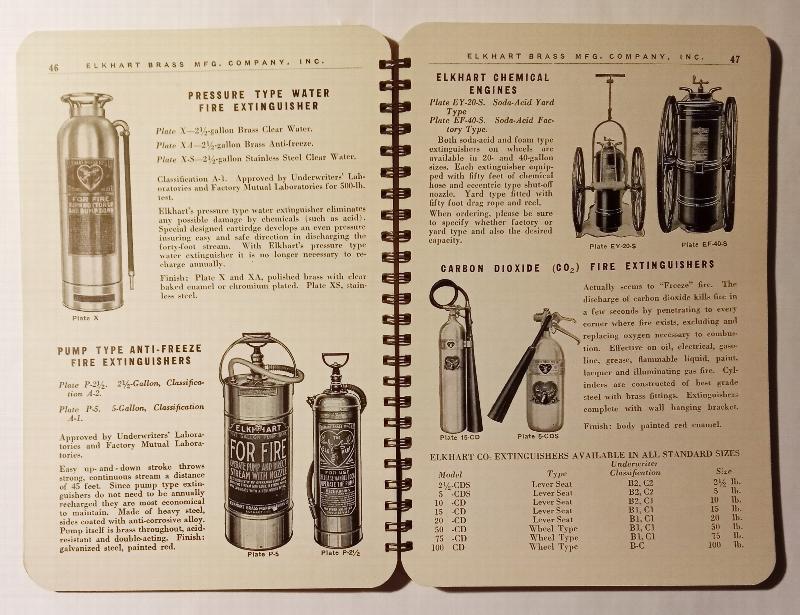 46 ELKHART BRASS MFG. COMPANY, INC.
PRESSURE TYPE WATER
FIRE EXTINGUISHER
Plate X—2½-gallon Brass Clear Water.
Plate XA—2½-gallon Brass Anti-freeze.
Plate X-S—2½-gallon Stainless Steel Clear Water.
Classification A-1. Approved by Underwriters' Lab-
oratories and Factory Mutual Laboratories for 500-lb.
test.
Elkhart's pressure type water extinguisher eliminates
any possible damage by chemicals (such as acid).
Special designed cartirdge develops an even pressure
insuring easy and safe direction in discharging the
forty-foot stream. With Elkhart's pressure type
water extinguisher it is no longer necessary to re-
charge annually.
Finish: Plate X and XA, polished brass with clear
baked enamel or chromium plated. Plate XS, stain-
less steel.
FOR FIRE
Plate X
PUMP TYPE ANTI-FREEZE
FIRE EXTINGUISHERS
Plate P-2½. 2½-Gallon, Classifica-
tion A-2.
Plate P-5. 5-Gallon, Classification
A-1.
Approved by Underwriters' Labora-
tories and Factory Mutual Labora-
tories.
Easy up-and-down stroke throws
strong, continuous stream a distance
of 45 feet. Since pump type extin-
guishers do not need to be annually
recharged they are most economical
to maintain. Made of heavy steel,
sides coated with anti-corrosive alloy.
Pump itself is brass throughout, acid-
resistant and double-acting. Finish:
galvanized steel, painted red.
ELKHART
FOR FIRE
OPERATE PUMP AND DIRECT
STREAM WITH NOZZLE
Plate P-5
Plate P-2½
ELKHART BRASS MFG. COMPANY, INC. 47
ELKHART CHEMICAL
ENGINES
Plate EY-20-S. Soda-Acid Yard
Type
Plate EF-40-S. Soda-Acid Fac-
tory Type.
Both soda-acid and foam type
extinguishers on wheels are
available in 20- and 40-gallon
sizes. Each extinguisher equip-
ped with fifty feet of chemical
hose and eccentric type shut-off
nozzle. Yard type fitted with
fifty foot drag rope and reel.
When ordering, please be sure
to specify whether factory or
yard type and also the desired
capacity.
Plate EY-20-S
Plate EF-40-S
CARBON DIOXIDE (CO₂) FIRE EXTINGUISHERS
Actually seems to "Freeze" fire. The
discharge of carbon dioxide kills fire in
a few seconds by penetrating to every
corner where fire exists, excluding and
replacing oxygen necessary to combus-
tion. Effective on oil, electrical, gaso-
line, grease, flammable liquid, paint,
lacquer and illuminating gas fire. Cyl-
inders are constructed of best grade
steel with brass fittings. Extinguishers
complete with wall hanging bracket.
Finish: body painted red enamel.
Plate 15-CD
Plate 5-CDS
ELKHART CO₂ EXTINGUISHERS AVAILABLE IN ALL STANDARD SIZES
Model Type Underwriter Classification Size
2½-CDS Lever Seat B2, C2 2½ lb.
5 -CDS Lever Seat B2, C2 5 lb.
10 -CD Lever Seat B2, C1 10 lb.
15 -CD Lever Seat B1, C1 15 lb.
20 -CD Lever Seat B1, C1 20 lb.
50 -CD Wheel Type B1, C1 50 lb.
75 -CD Wheel Type B1, C1 75 lb.
100 -CD Wheel Type B-C 100 lb.